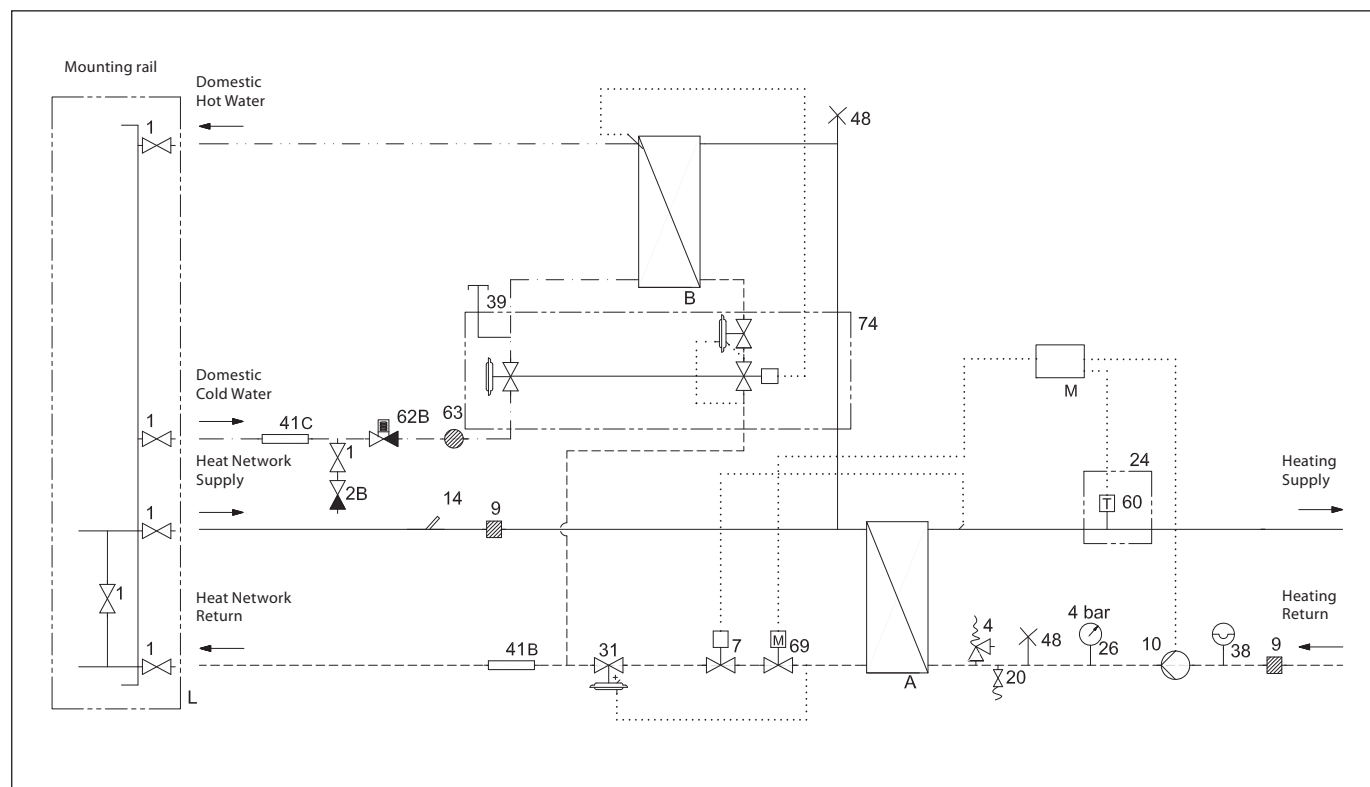 Mounting rail
Domestic
Hot Water
1
48
B
39
74
Domestic
Cold Water
M
1
41C
62B
63
1
2B
Heat Network
Supply
24
Heating
Supply
14
9
60
T
1
1
Heat Network
Return
Heating
Return
1
41B
31
7
M
69
A
4
48
4 bar
26
10
38
9
20
+
L